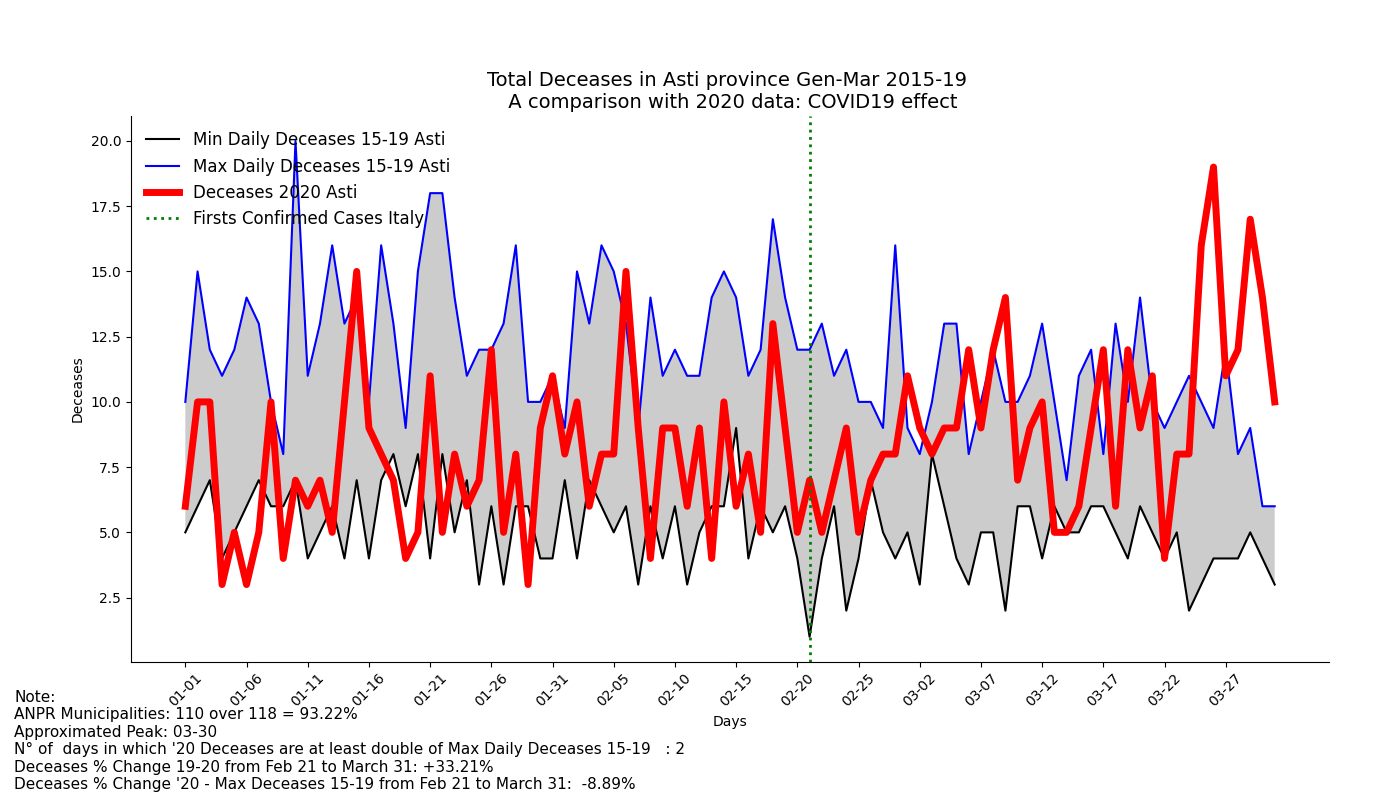 Total Deceases in Asti province Gen-Mar 2015-19
A comparison with 2020 data: COVID19 effect
Min Daily Deceases 15-19 Asti
Max Daily Deceases 15-19 Asti
Deceases 2020 Asti
Firsts Confirmed Cases Italy
Deceases
20.0
17.5
15.0
12.5
10.0
7.5
5.0
2.5
01-01
01-06
01-11
01-16
01-21
01-26
01-31
02-05
02-10
02-15
02-20
02-25
03-02
03-07
03-12
03-17
03-22
03-27
Days
Note:
ANPR Municipalities: 110 over 118 = 93.22%
Approximated Peak: 03-30
N° of  days in which '20 Deceases are at least double of Max Daily Deceases 15-19   : 2
Deceases % Change 19-20 from Feb 21 to March 31: +33.21%
Deceases % Change '20 - Max Deceases 15-19 from Feb 21 to March 31:  -8.89%